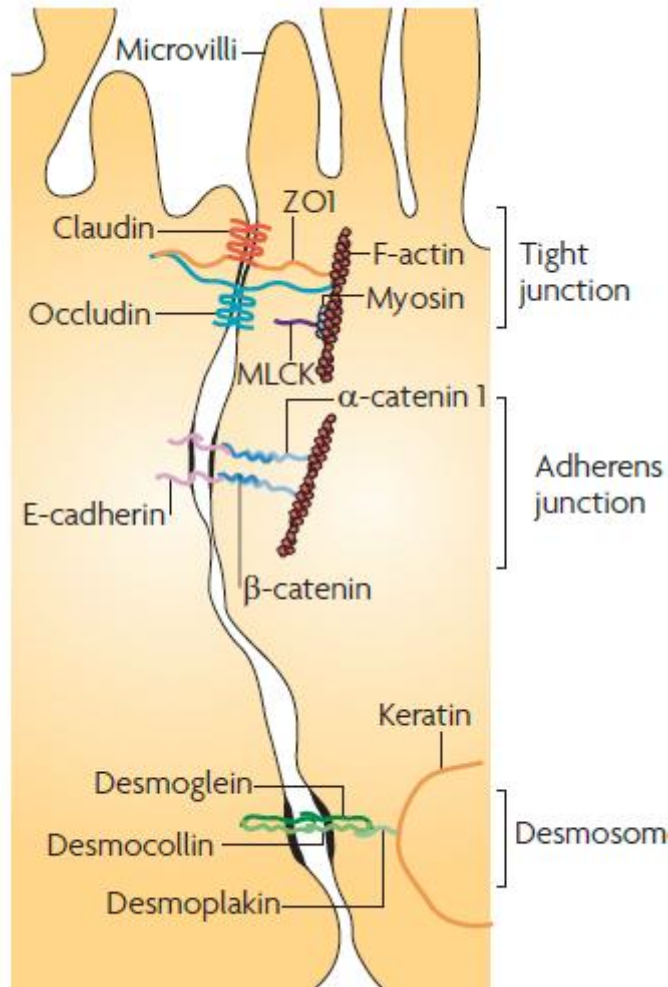 Microvilli
ZO1
Claudin
F-actin
Tight
junction
Myosin
Occludin
MLCK
α-catenin 1
Adherens
junction
E-cadherin
β-catenin
Keratin
Desmoglein
Desmosom
Desmocollin
Desmoplakin